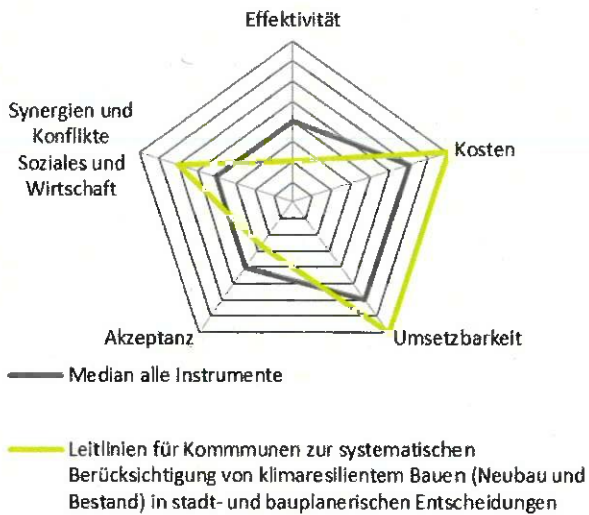 Effektivität
Synergien und
Konflikte
Soziales und
Wirtschaft
Kosten
Akzeptanz
Umsetzbarkeit
Median alle Instrumente
Leitlinien für Kommmunen zur systematischen
Berücksichtigung von klimaresilientem Bauen (Neubau und
Bestand) in stadt- und bauplanerischen Entscheidungen